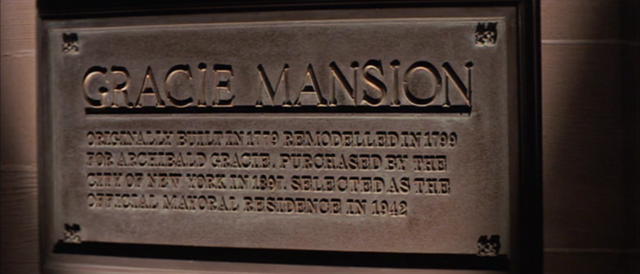 GRACIE MANSION
ORIGINALLY BUILT IN 1779 REMODELLED IN 1799
FOR ARCHIBALD GRACIE. PURCHASED BY THE
CITY OF NEW YORK IN 1897. SELECTED AS THE
OFFICIAL MAYORAL RESIDENCE IN 1942